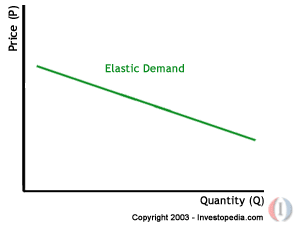 Price (P)
Elastic Demand
Quantity (Q)
Copyright 2003 - Investopedia.com
I